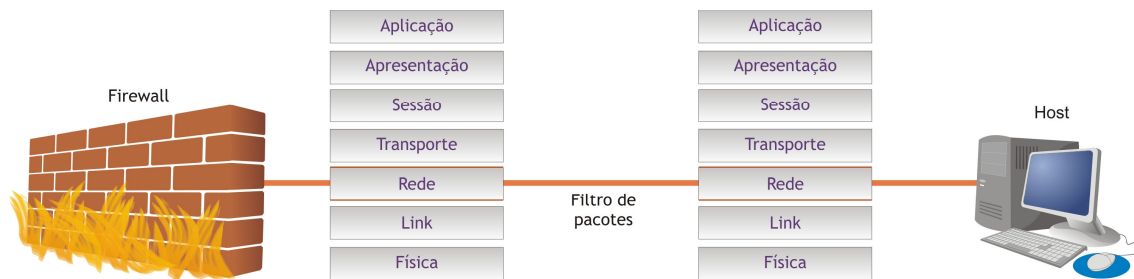 Firewall
Aplicação
Apresentação
Sessão
Transporte
Rede
Link
Física
Filtro de
pacotes
Aplicação
Apresentação
Sessão
Transporte
Rede
Link
Física
Host